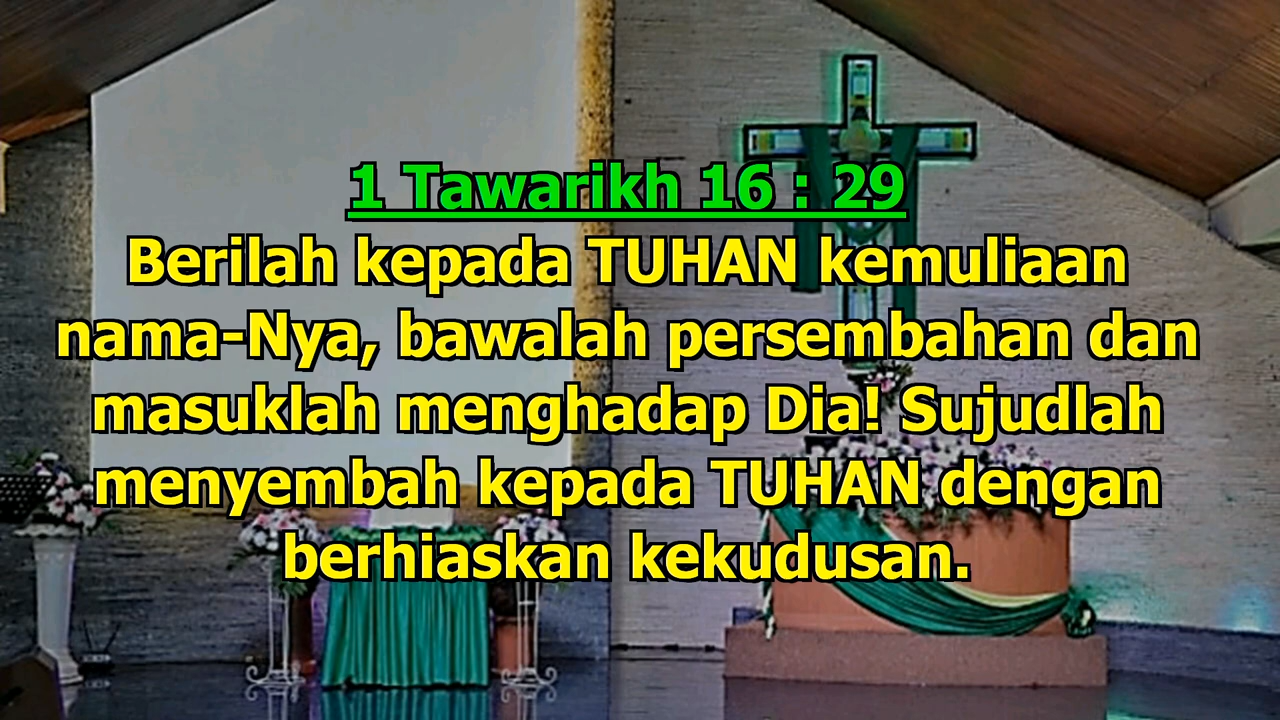 1 Tawarikh 16 : 29
Berilah kepada TUHAN kemuliaan
nama-Nya, bawalah persembahan dan
masuklah menghadap Dia! Sujudlah
menyembah kepada TUHAN dengan
berhiaskan kekudusan.